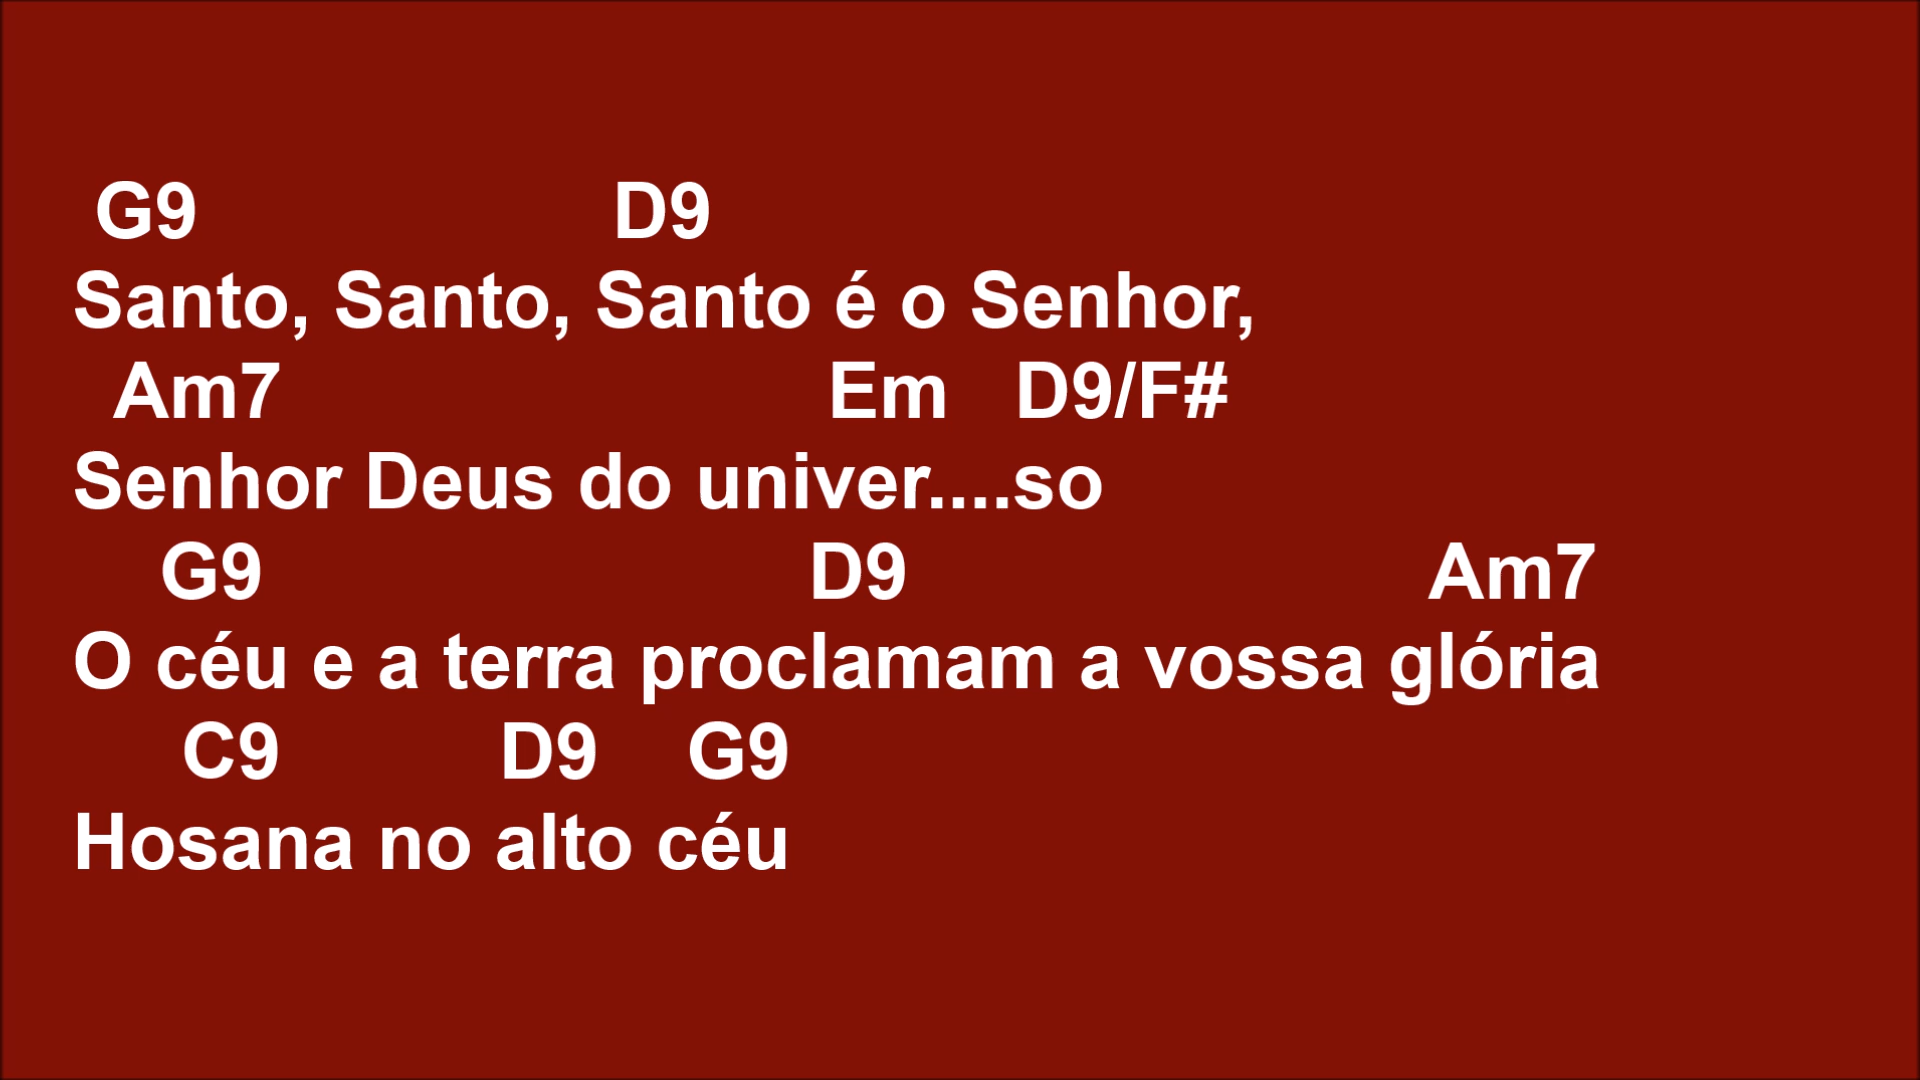 G9 D9
Santo, Santo, Santo é o Senhor,
Am7 Em D9/F#
Senhor Deus do univer....so
G9 D9 Am7
O céu e a terra proclamam a vossa glória
C9 D9 G9
Hosana no alto céu